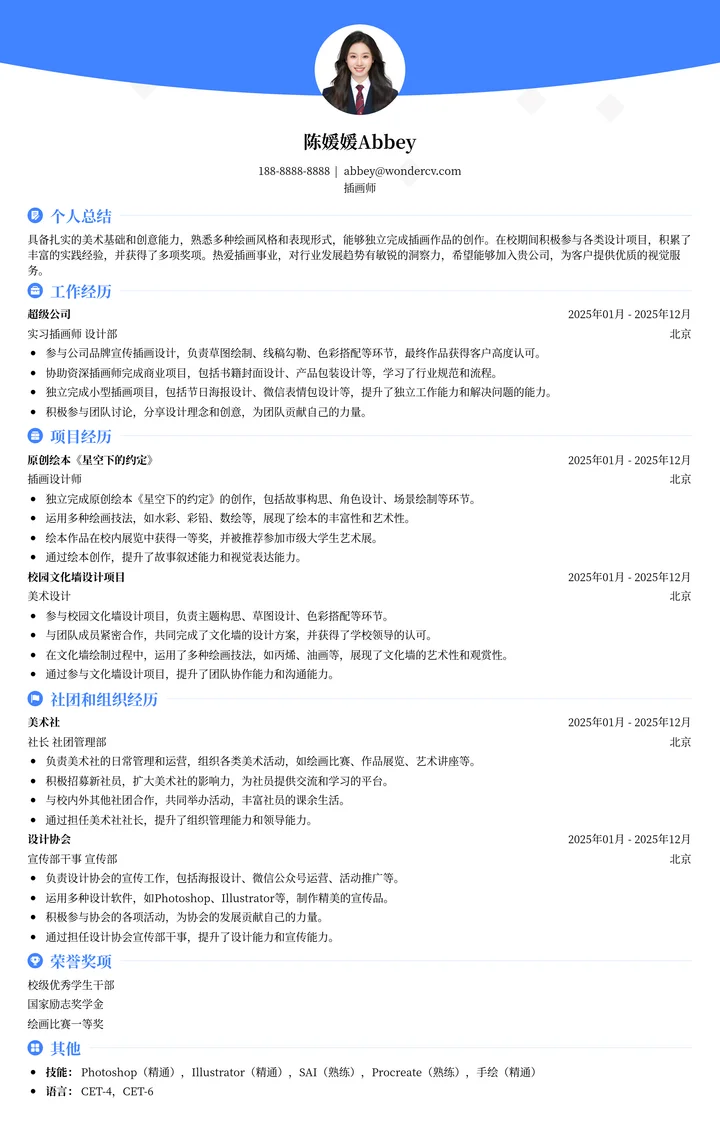 陈媛媛Abbey
188-8888-8888 | abbey@wondercv.com
插画师
个人总结
具备扎实的美术基础和创意能力，熟悉多种绘画风格和表现形式，能够独立完成插画作品的创作。在校期间积极参与各类设计项目，积累了
丰富的实践经验，并获得了多项奖项。热爱插画事业，对行业发展趋势有敏锐的洞察力，希望能够加入贵公司，为客户提供优质的视觉服
务。
工作经历
超级公司 2025年01月 - 2025年12月
实习插画师 设计部 北京
• 参与公司品牌宣传插画设计，负责草图绘制、线稿勾勒、色彩搭配等环节，最终作品获得客户高度认可。
• 协助资深插画师完成商业项目，包括书籍封面设计、产品包装设计等，学习了行业规范和流程。
• 独立完成小型插画项目，包括节日海报设计、微信表情包设计等，提升了独立工作能力和解决问题的能力。
• 积极参与团队讨论，分享设计理念和创意，为团队贡献自己的力量。
项目经历
原创绘本《星空下的约定》 2025年01月 - 2025年12月
插画设计师 北京
• 独立完成原创绘本《星空下的约定》的创作，包括故事构思、角色设计、场景绘制等环节。
• 运用多种绘画技法，如水彩、彩铅、数绘等，展现了绘本的丰富性和艺术性。
• 绘本作品在校内展览中获得一等奖，并被推荐参加市级大学生艺术展。
• 通过绘本创作，提升了故事叙述能力和视觉表达能力。
校园文化墙设计项目 2025年01月 - 2025年12月
美术设计 北京
• 参与校园文化墙设计项目，负责主题构思、草图设计、色彩搭配等环节。
• 与团队成员紧密合作，共同完成了文化墙的设计方案，并获得了学校领导的认可。
• 在文化墙绘制过程中，运用了多种绘画技法，如丙烯、油画等，展现了文化墙的艺术性和观赏性。
• 通过参与文化墙设计项目，提升了团队协作能力和沟通能力。
社团和组织经历
美术社 2025年01月 - 2025年12月
社长 社团管理部 北京
• 负责美术社的日常管理和运营，组织各类美术活动，如绘画比赛、作品展览、艺术讲座等。
• 积极招募新社员，扩大美术社的影响力，为社员提供交流和学习的平台。
• 与校内外其他社团合作，共同举办活动，丰富社员的课余生活。
• 通过担任美术社社长，提升了组织管理能力和领导能力。
设计协会 2025年01月 - 2025年12月
宣传部干事 宣传部 北京
• 负责设计协会的宣传工作，包括海报设计、微信公众号运营、活动推广等。
• 运用多种设计软件，如Photoshop、Illustrator等，制作精美的宣传品。
• 积极参与协会的各项活动，为协会的发展贡献自己的力量。
• 通过担任设计协会宣传部干事，提升了设计能力和宣传能力。
荣誉奖项
校级优秀学生干部
国家励志奖学金
绘画比赛一等奖
其他
• 技能： Photoshop（精通）, Illustrator（精通）, SAI（熟练）, Procreate（熟练）, 手绘（精通）
• 语言： CET-4，CET-6